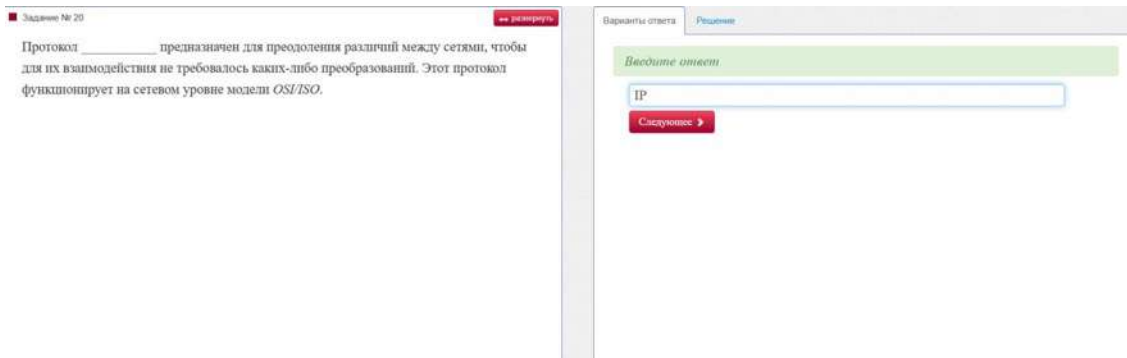 Задание № 20
развернуть
Протокол ____________ предназначен для преодоления различий между сетями, чтобы
для их взаимодействия не требовалось каких-либо преобразований. Этот протокол
функционирует на сетевом уровне модели OSI/ISO.
Варианты ответа
Решение
Введите ответ
IP
Следующее